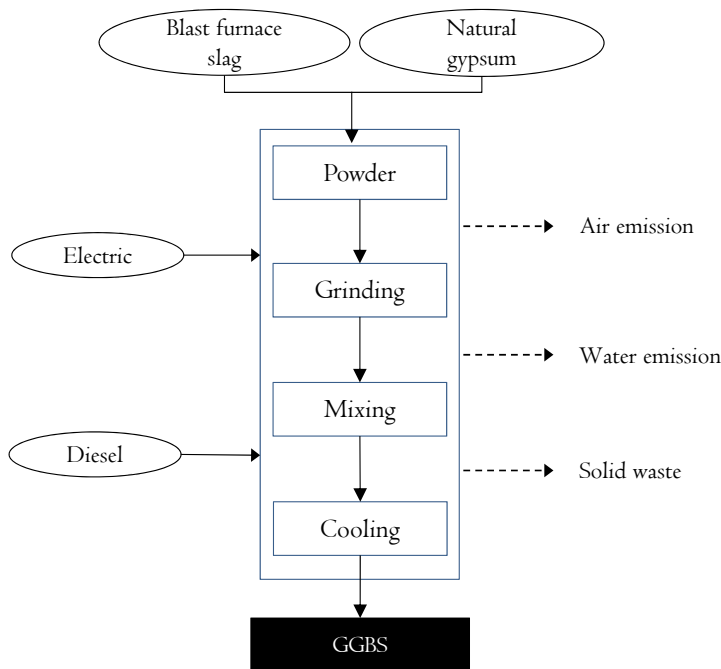 Blast furnace
slag
Natural
gypsum
Powder
Air emission
Electric
Grinding
Water emission
Mixing
Diesel
Solid waste
Cooling
GGBS